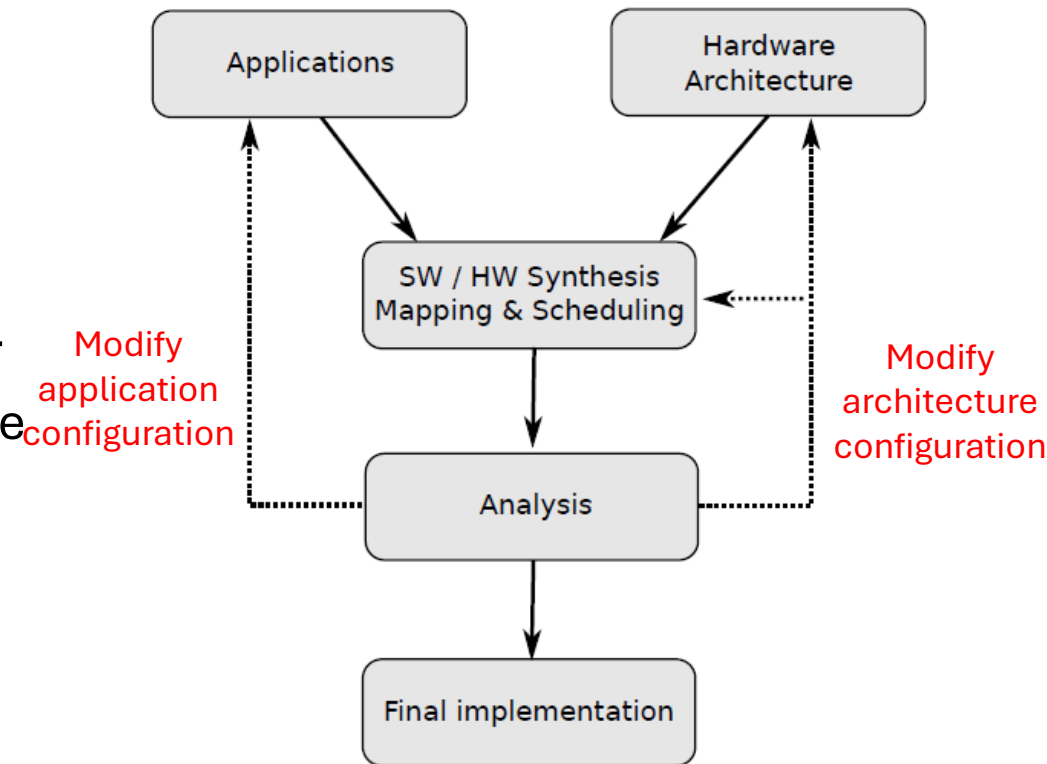 Applications
Hardware
Architecture
SW / HW Synthesis
Mapping & Scheduling
Modify
application
configuration
e
Modify
architecture
configuration
Analysis
Final implementation